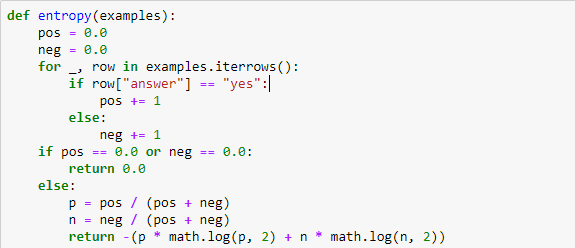 def entropy(examples):
    pos = 0.0
    neg = 0.0
    for _, row in examples.iterrows():
        if row["answer"] == "yes":
            pos += 1
        else:
            neg += 1
    if pos == 0.0 or neg == 0.0:
        return 0.0
    else:
        p = pos / (pos + neg)
        n = neg / (pos + neg)
        return -(p * math.log(p, 2) + n * math.log(n, 2))